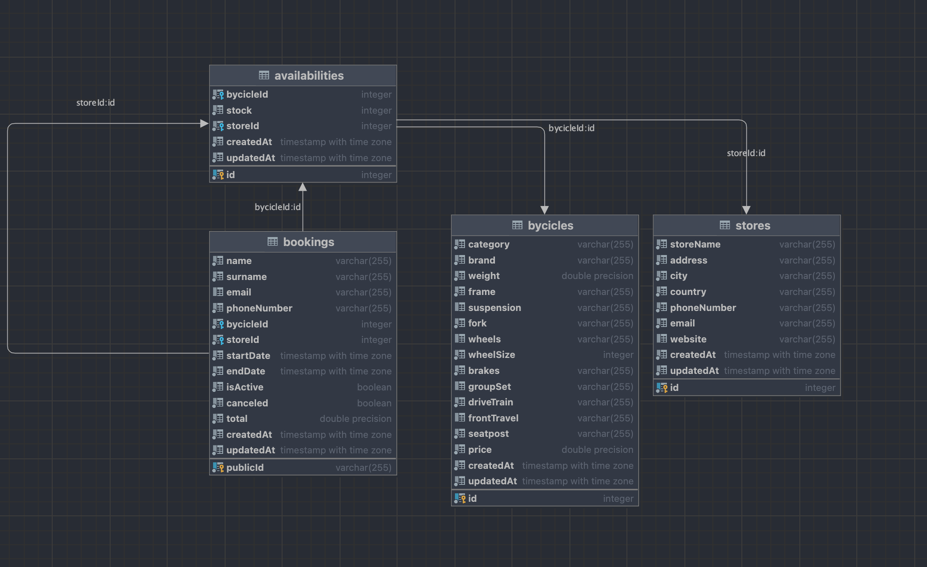 availabilities
bycicleId integer
stock integer
storeId integer
createdAt timestamp with time zone
updatedAt timestamp with time zone
id integer
storeId:id
bycicleId:id
bycicleId:id
storeId:id
bookings
name varchar(255)
surname varchar(255)
email varchar(255)
phoneNumber varchar(255)
bycicleId integer
storeId integer
startDate timestamp with time zone
endDate timestamp with time zone
isActive boolean
canceled boolean
total double precision
createdAt timestamp with time zone
updatedAt timestamp with time zone
publicId varchar(255)
bycicles
category varchar(255)
brand varchar(255)
weight double precision
frame varchar(255)
suspension varchar(255)
fork varchar(255)
wheels varchar(255)
wheelSize integer
brakes varchar(255)
groupSet varchar(255)
driveTrain varchar(255)
frontTravel varchar(255)
seatpost varchar(255)
price double precision
createdAt timestamp with time zone
updatedAt timestamp with time zone
id integer
stores
storeName varchar(255)
address varchar(255)
city varchar(255)
country varchar(255)
phoneNumber varchar(255)
email varchar(255)
website varchar(255)
createdAt timestamp with time zone
updatedAt timestamp with time zone
id integer